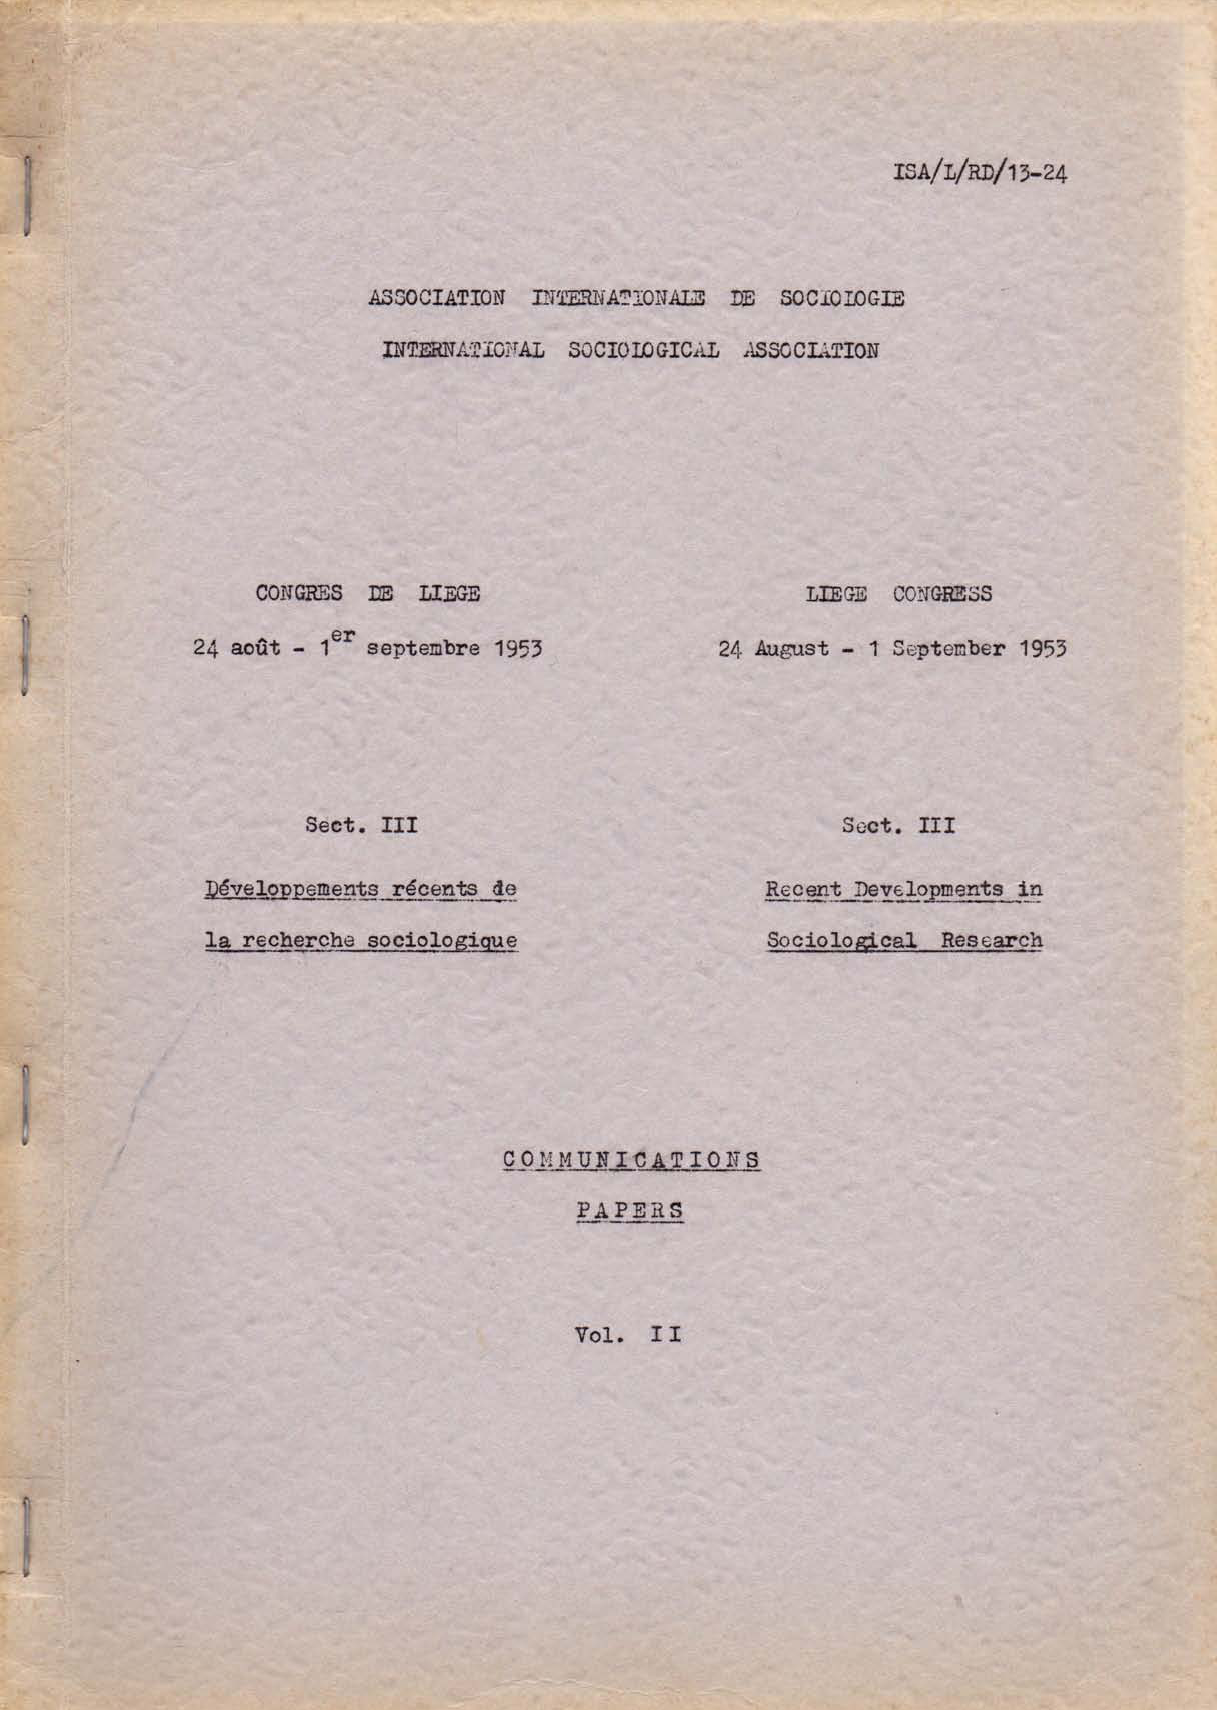 ISA/L/RD/13-24
ASSOCIATION INTERNATIONALE DE SOCIOLOGIE
INTERNATIONAL SOCIOLOGICAL ASSOCIATION
CONGRES DE LIEGE
24 août - 1er septembre 1953
LIEGE CONGRESS
24 August - 1 September 1953
Sect. III
Développements récents de
la recherche sociologique
Sect. III
Recent Developments in
Sociological Research
COMMUNICATIONS
PAPERS
Vol. II